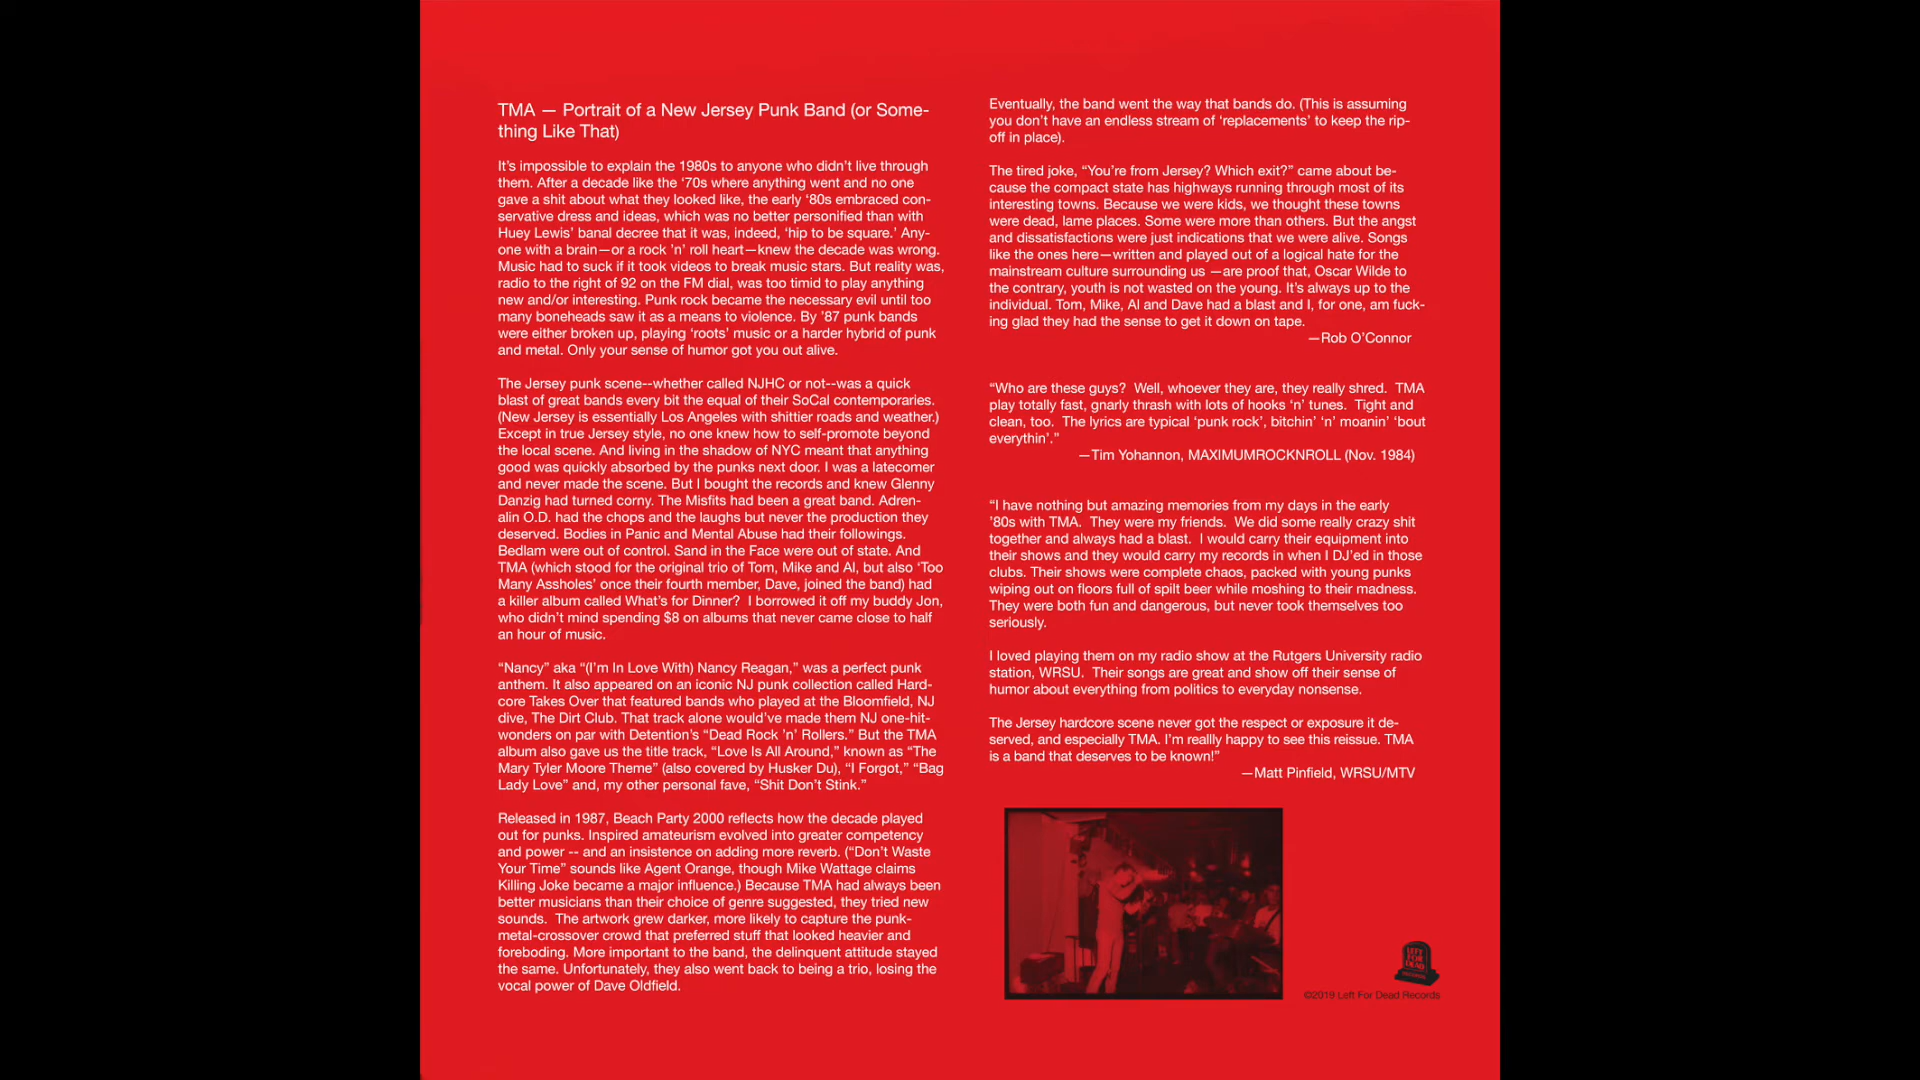 TMA — Portrait of a New Jersey Punk Band (or Some-
thing Like That)
It's impossible to explain the 1980s to anyone who didn't live through
them. After a decade like the '70s where anything went and no one
gave a shit about what they looked like, the early '80s embraced con-
servative dress and ideas, which was no better personified than with
Huey Lewis' banal decree that it was, indeed, 'hip to be square.' Any-
one with a brain—or a rock 'n' roll heart—knew the decade was wrong.
Music had to suck if it took videos to break music stars. But reality was,
radio to the right of 92 on the FM dial, was too timid to play anything
new and/or interesting. Punk rock became the necessary evil until too
many boneheads saw it as a means to violence. By '87 punk bands
were either broken up, playing 'roots' music or a harder hybrid of punk
and metal. Only your sense of humor got you out alive.
The Jersey punk scene--whether called NJHC or not--was a quick
blast of great bands every bit the equal of their SoCal contemporaries.
(New Jersey is essentially Los Angeles with shittier roads and weather.)
Except in true Jersey style, no one knew how to self-promote beyond
the local scene. And living in the shadow of NYC meant that anything
good was quickly absorbed by the punks next door. I was a latecomer
and never made the scene. But I bought the records and knew Glenny
Danzig had turned corny. The Misfits had been a great band. Adren-
alin O.D. had the chops and the laughs but never the production they
deserved. Bodies in Panic and Mental Abuse had their followings.
Bedlam were out of control. Sand in the Face were out of state. And
TMA (which stood for the original trio of Tom, Mike and Al, but also 'Too
Many Assholes' once their fourth member, Dave, joined the band) had
a killer album called What's for Dinner?  I borrowed it off my buddy Jon,
who didn't mind spending $8 on albums that never came close to half
an hour of music.
“Nancy” aka “(I'm In Love With) Nancy Reagan,” was a perfect punk
anthem. It also appeared on an iconic NJ punk collection called Hard-
core Takes Over that featured bands who played at the Bloomfield, NJ
dive, The Dirt Club. That track alone would've made them NJ one-hit-
wonders on par with Detention's “Dead Rock 'n' Rollers.” But the TMA
album also gave us the title track, “Love Is All Around,” known as “The
Mary Tyler Moore Theme” (also covered by Husker Du), “I Forgot,” “Bag
Lady Love” and, my other personal fave, “Shit Don't Stink.”
Released in 1987, Beach Party 2000 reflects how the decade played
out for punks. Inspired amateurism evolved into greater competency
and power -- and an insistence on adding more reverb. (“Don't Waste
Your Time” sounds like Agent Orange, though Mike Wattage claims
Killing Joke became a major influence.) Because TMA had always been
better musicians than their choice of genre suggested, they tried new
sounds.  The artwork grew darker, more likely to capture the punk-
metal-crossover crowd that preferred stuff that looked heavier and
foreboding. More important to the band, the delinquent attitude stayed
the same. Unfortunately, they also went back to being a trio, losing the
vocal power of Dave Oldfield.
Eventually, the band went the way that bands do. (This is assuming
you don't have an endless stream of 'replacements' to keep the rip-
off in place).
The tired joke, “You're from Jersey? Which exit?” came about be-
cause the compact state has highways running through most of its
interesting towns. Because we were kids, we thought these towns
were dead, lame places. Some were more than others. But the angst
and dissatisfactions were just indications that we were alive. Songs
like the ones here—written and played out of a logical hate for the
mainstream culture surrounding us —are proof that, Oscar Wilde to
the contrary, youth is not wasted on the young. It's always up to the
individual. Tom, Mike, Al and Dave had a blast and I, for one, am fuck-
ing glad they had the sense to get it down on tape.
—Rob O'Connor
“Who are these guys?  Well, whoever they are, they really shred.  TMA
play totally fast, gnarly thrash with lots of hooks 'n' tunes.  Tight and
clean, too.  The lyrics are typical 'punk rock', bitchin' 'n' moanin' 'bout
everythin'.”
—Tim Yohannon, MAXIMUMROCKNROLL (Nov. 1984)
“I have nothing but amazing memories from my days in the early
'80s with TMA.  They were my friends.  We did some really crazy shit
together and always had a blast.  I would carry their equipment into
their shows and they would carry my records in when I DJ'ed in those
clubs. Their shows were complete chaos, packed with young punks
wiping out on floors full of spilt beer while moshing to their madness.
They were both fun and dangerous, but never took themselves too
seriously.
I loved playing them on my radio show at the Rutgers University radio
station, WRSU.  Their songs are great and show off their sense of
humor about everything from politics to everyday nonsense.
The Jersey hardcore scene never got the respect or exposure it de-
served, and especially TMA. I'm reallly happy to see this reissue. TMA
is a band that deserves to be known!”
—Matt Pinfield, WRSU/MTV
LEFT
FOR
DEAD
©2019 Left For Dead Records